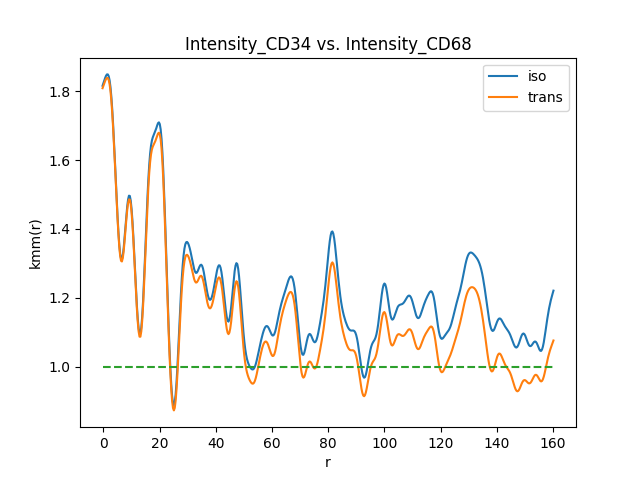 Intensity_CD34 vs. Intensity_CD68
iso
trans
1.8
1.6
1.4
1.2
1.0
kmm(r)
0 20 40 60 80 100 120 140 160
r